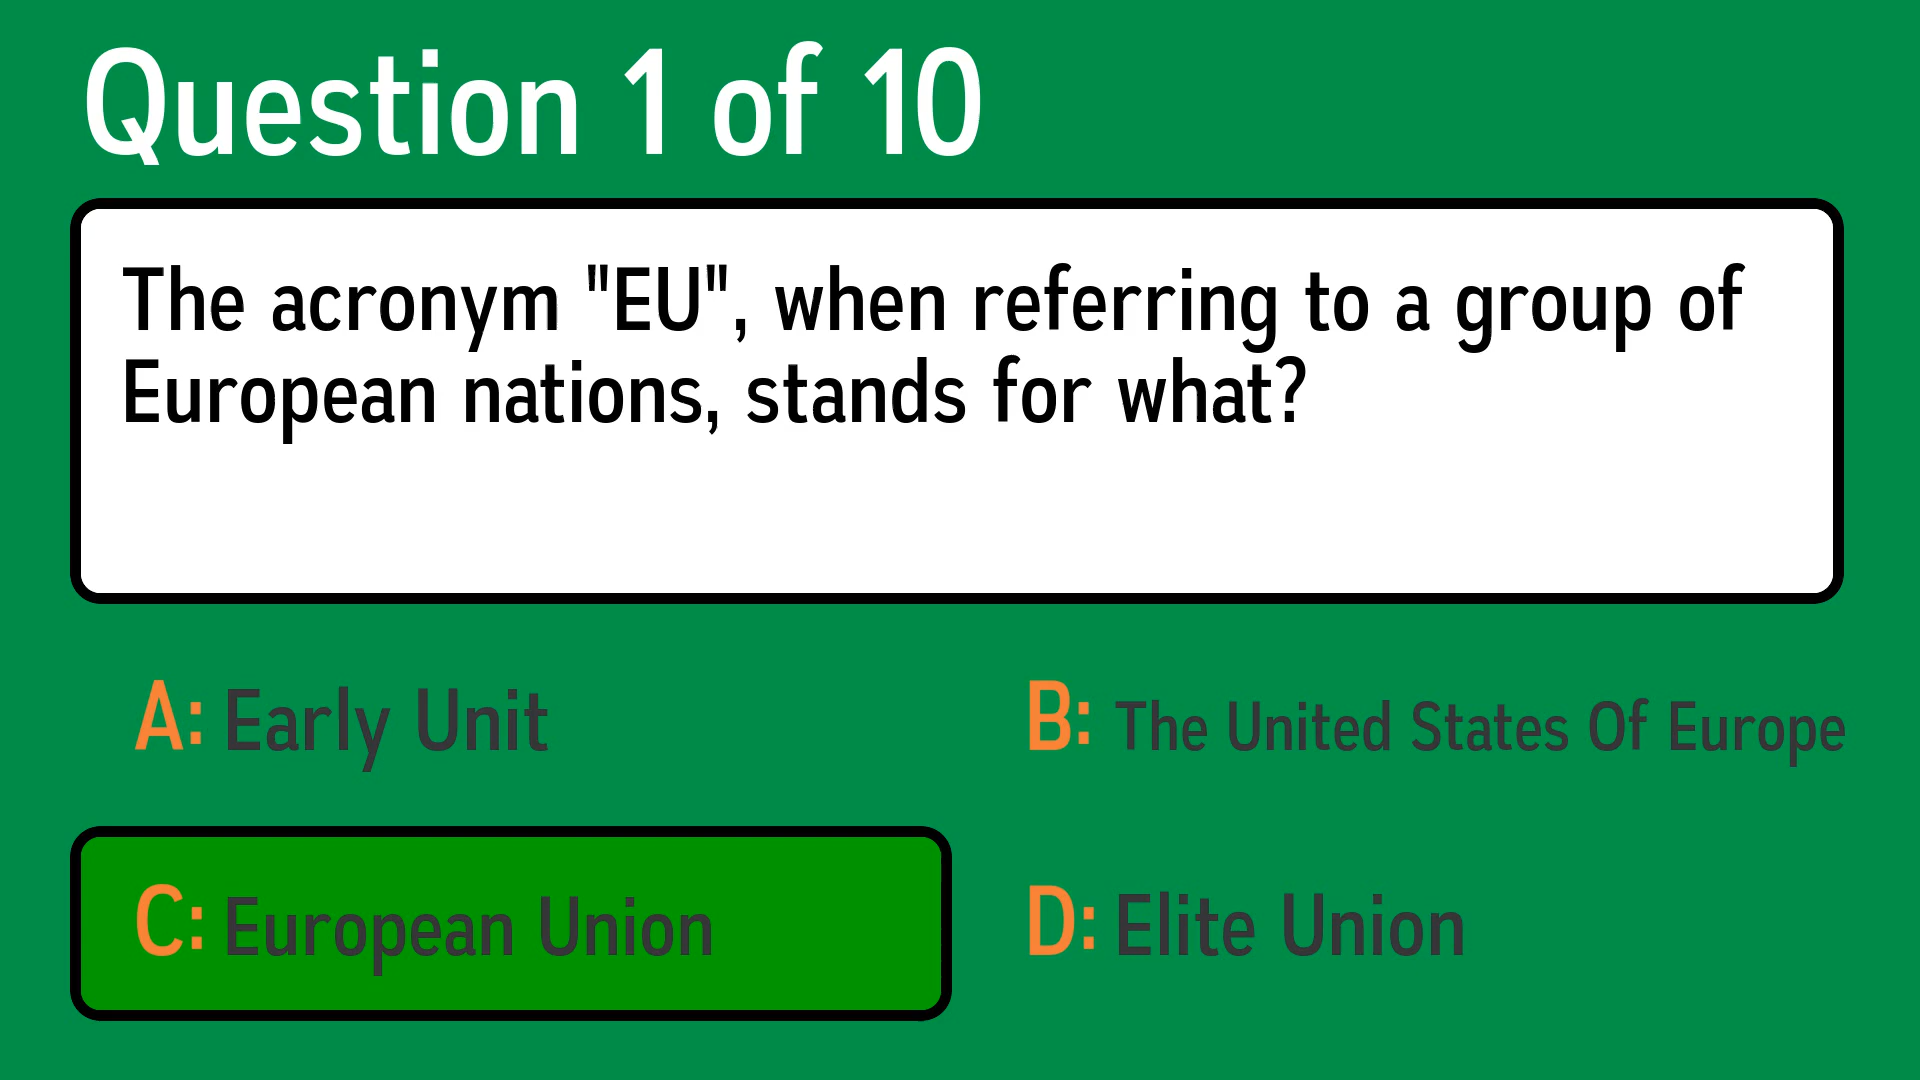 Question 1 of 10
The acronym "EU", when referring to a group of
European nations, stands for what?
A: Early Unit
B: The United States Of Europe
C: European Union
D: Elite Union